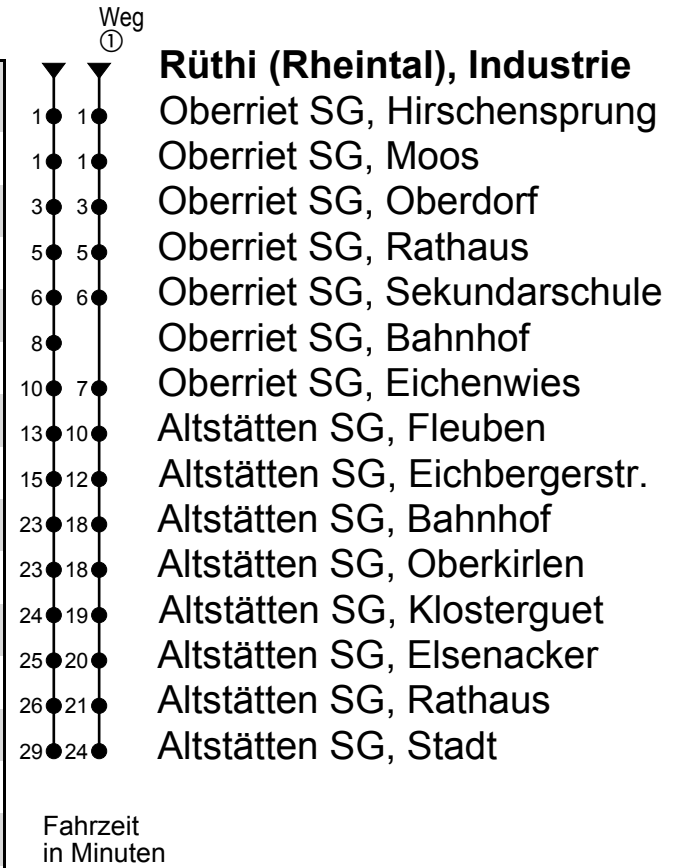 Weg
①
Rüthi (Rheintal), Industrie
1 1 Oberriet SG, Hirschensprung
1 1 Oberriet SG, Moos
3 3 Oberriet SG, Oberdorf
5 5 Oberriet SG, Rathaus
6 6 Oberriet SG, Sekundarschule
8 Oberriet SG, Bahnhof
10 7 Oberriet SG, Eichenwies
13 10 Altstätten SG, Fleuben
15 12 Altstätten SG, Eichbergerstr.
23 18 Altstätten SG, Bahnhof
23 18 Altstätten SG, Oberkirlen
24 19 Altstätten SG, Klosterguet
25 20 Altstätten SG, Elsenacker
26 21 Altstätten SG, Rathaus
29 24 Altstätten SG, Stadt
Fahrzeit
in Minuten